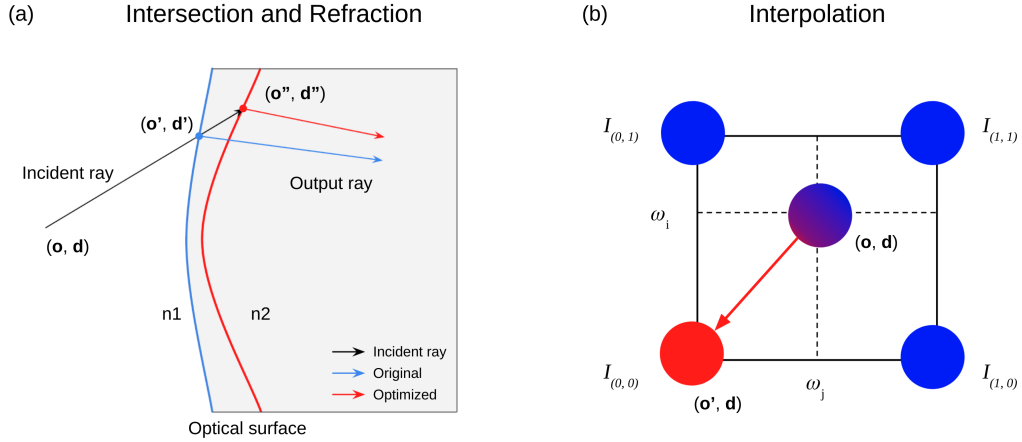 (a) Intersection and Refraction
(o”, d”)
(o’, d’)
Incident ray
Output ray
(o, d)
n1
n2
Incident ray
Original
Optimized
Optical surface
(b) Interpolation
I(0, 1)
I(1, 1)
ωi
(o, d)
I(0, 0)
ωj
I(1, 0)
(o’, d)